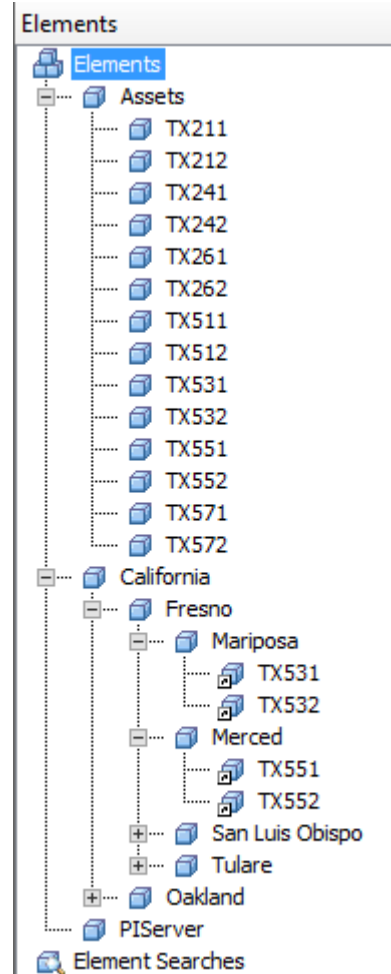 Elements
Elements
Assets
TX211
TX212
TX241
TX242
TX261
TX262
TX511
TX512
TX531
TX532
TX551
TX552
TX571
TX572
California
Fresno
Mariposa
TX531
TX532
Merced
TX551
TX552
San Luis Obispo
Tulare
Oakland
PIServer
Element Searches